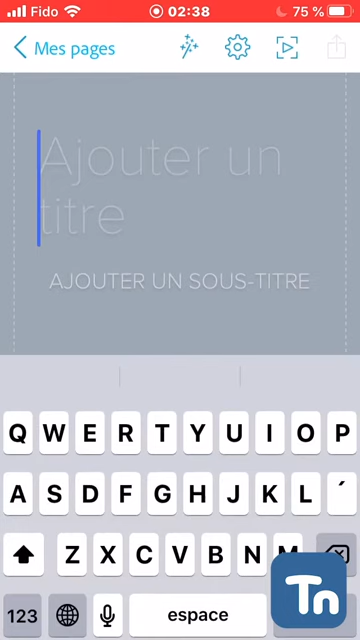 Fido 02:38 75 %
Mes pages
Ajouter un
titre
AJOUTER UN SOUS-TITRE
Q W E R T Y U I O P
A S D F G H J K L ´
Z X C V B N M
123 espace
Tn